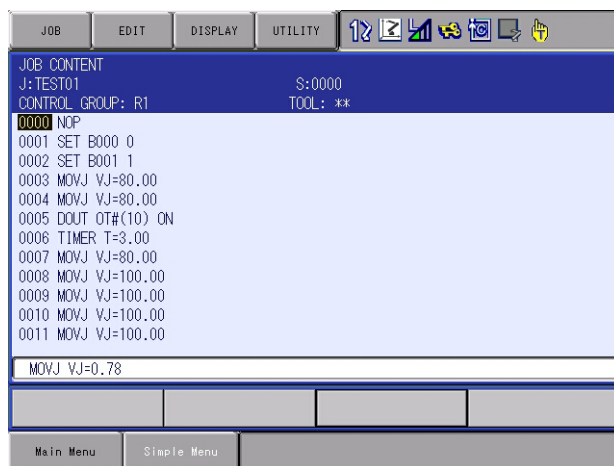 JOB EDIT DISPLAY UTILITY
JOB CONTENT
J:TEST01 S:0000
CONTROL GROUP: R1 TOOL: **
0000 NOP
0001 SET B000 0
0002 SET B001 1
0003 MOVJ VJ=80.00
0004 MOVJ VJ=80.00
0005 DOUT OT#(10) ON
0006 TIMER T=3.00
0007 MOVJ VJ=80.00
0008 MOVJ VJ=100.00
0009 MOVJ VJ=100.00
0010 MOVJ VJ=100.00
0011 MOVJ VJ=100.00
MOVJ VJ=0.78
Main Menu Simple Menu